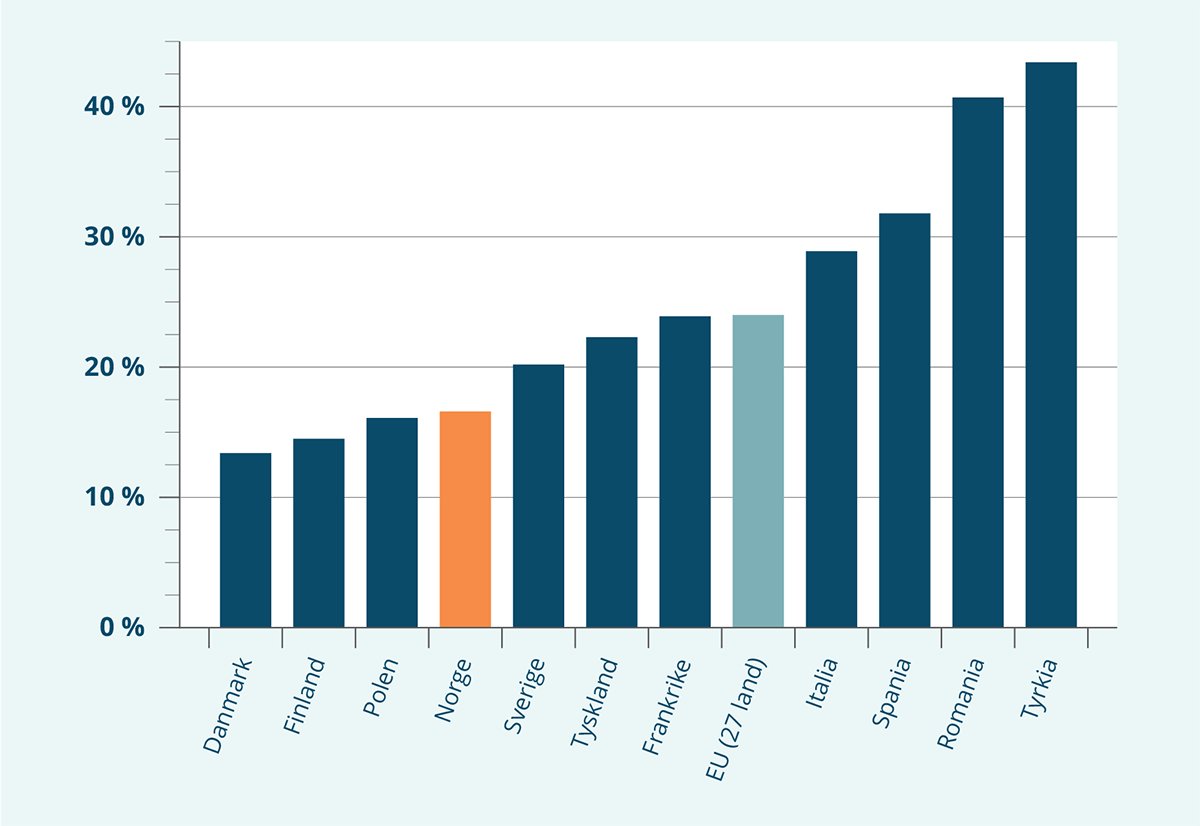 40 %
30 %
20 %
10 %
0 %
Danmark
Finland
Polen
Norge
Sverige
Tyskland
Frankrike
EU (27 land)
Italia
Spania
Romania
Tyrkia